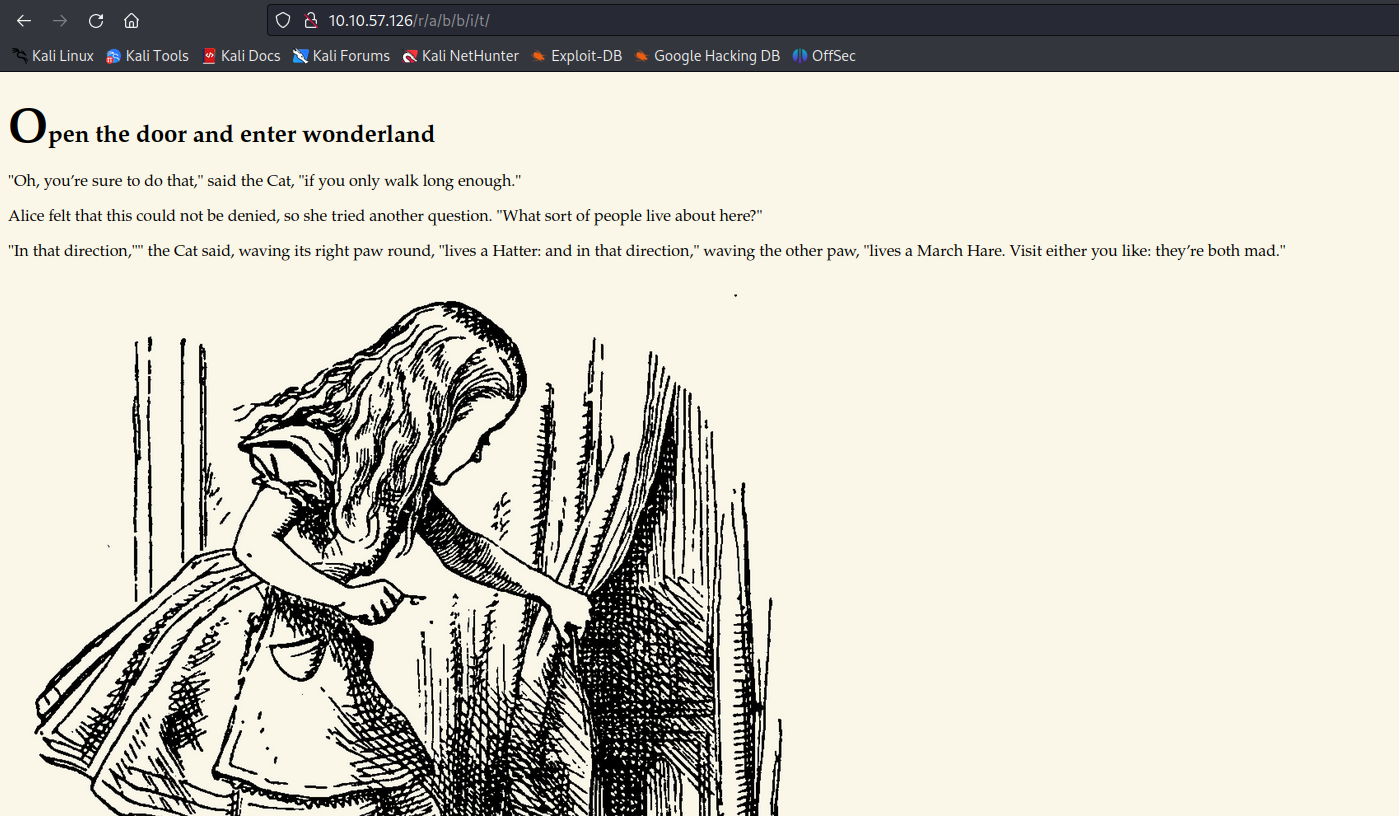 10.10.57.126/r/a/b/b/i/t/
Kali Linux Kali Tools Kali Docs Kali Forums Kali NetHunter Exploit-DB Google Hacking DB OffSec
Open the door and enter wonderland
"Oh, you’re sure to do that," said the Cat, "if you only walk long enough."
Alice felt that this could not be denied, so she tried another question. "What sort of people live about here?"
"In that direction,"" the Cat said, waving its right paw round, "lives a Hatter: and in that direction," waving the other paw, "lives a March Hare. Visit either you like: they’re both mad."